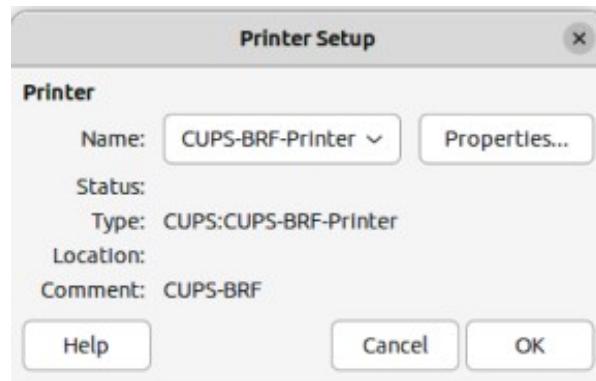 Printer Setup
Printer
Name: CUPS-BRF-Printer Properties...
Status:
Type: CUPS:CUPS-BRF-Printer
Location:
Comment: CUPS-BRF
Help Cancel OK